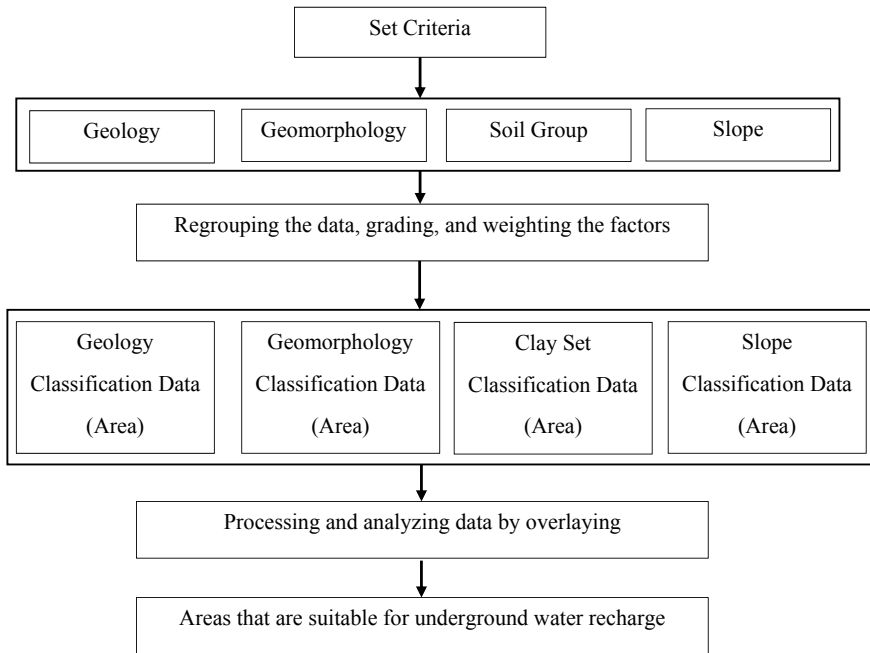 Set Criteria
Geology
Geomorphology
Soil Group
Slope
Regrouping the data, grading, and weighting the factors
Geology
Classification Data
(Area)
Geomorphology
Classification Data
(Area)
Clay Set
Classification Data
(Area)
Slope
Classification Data
(Area)
Processing and analyzing data by overlaying
Areas that are suitable for underground water recharge